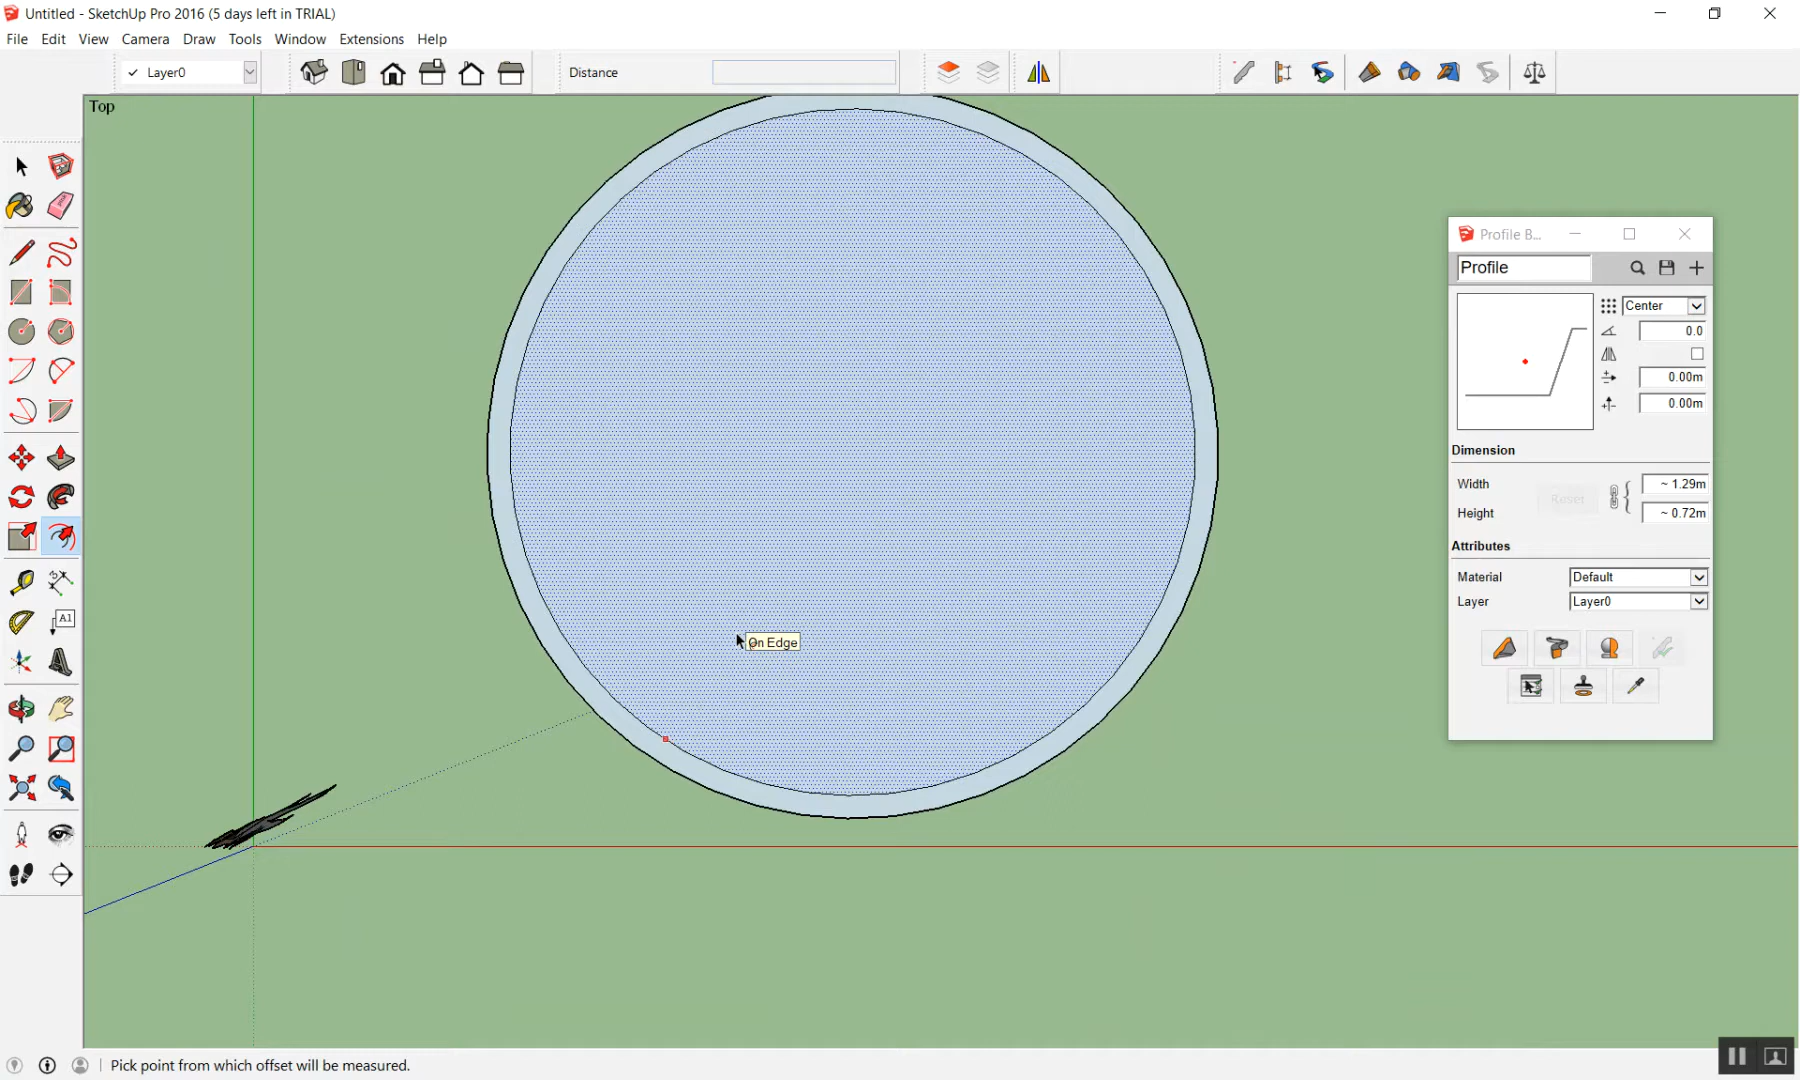 Untitled - SketchUp Pro 2016 (5 days left in TRIAL)
File Edit View Camera Draw Tools Window Extensions Help
Layer0
Distance
Top
Profile B...
Profile
Center
0.0
0.00m
0.00m
Dimension
Width
Reset
~ 1.29m
Height
~ 0.72m
Attributes
Material
Default
Layer
Layer0
On Edge
A1
Pick point from which offset will be measured.